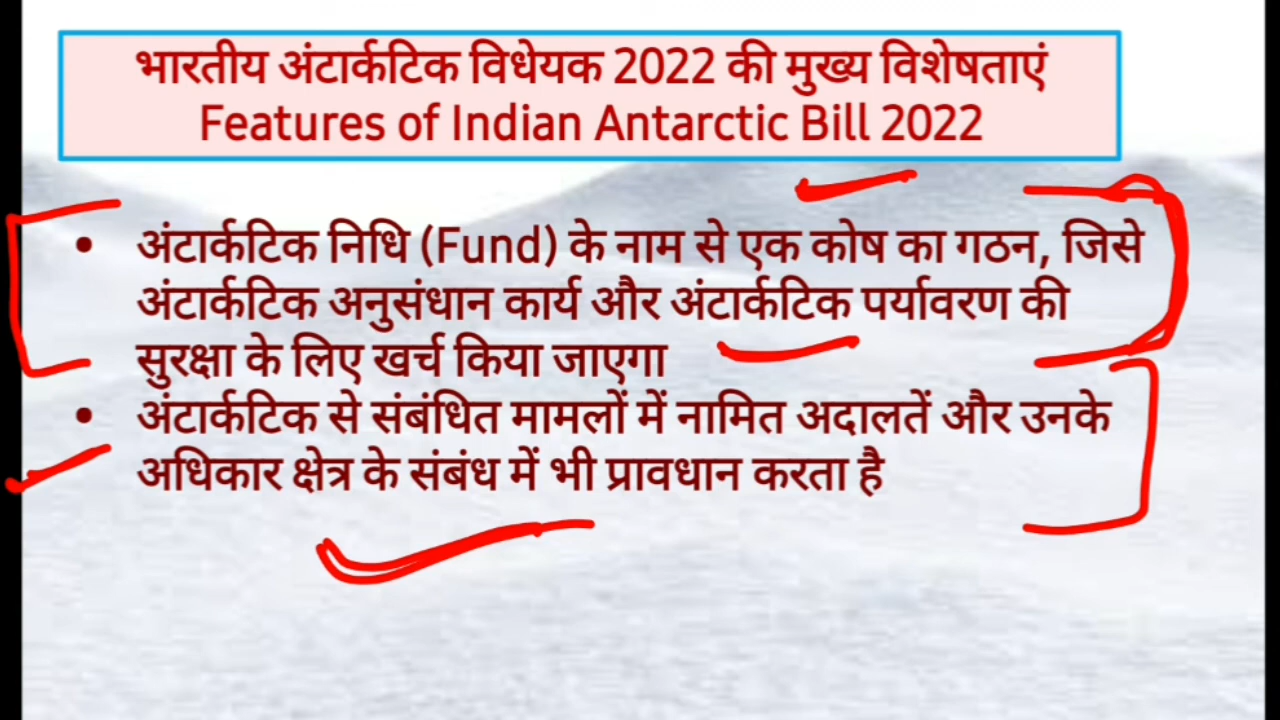 भारतीय अंटार्कटिक विधेयक 2022 की मुख्य विशेषताएं
Features of Indian Antarctic Bill 2022
• अंटार्कटिक निधि (Fund) के नाम से एक कोष का गठन, जिसे
अंटार्कटिक अनुसंधान कार्य और अंटार्कटिक पर्यावरण की
सुरक्षा के लिए खर्च किया जाएगा
• अंटार्कटिक से संबंधित मामलों में नामित अदालतें और उनके
अधिकार क्षेत्र के संबंध में भी प्रावधान करता है